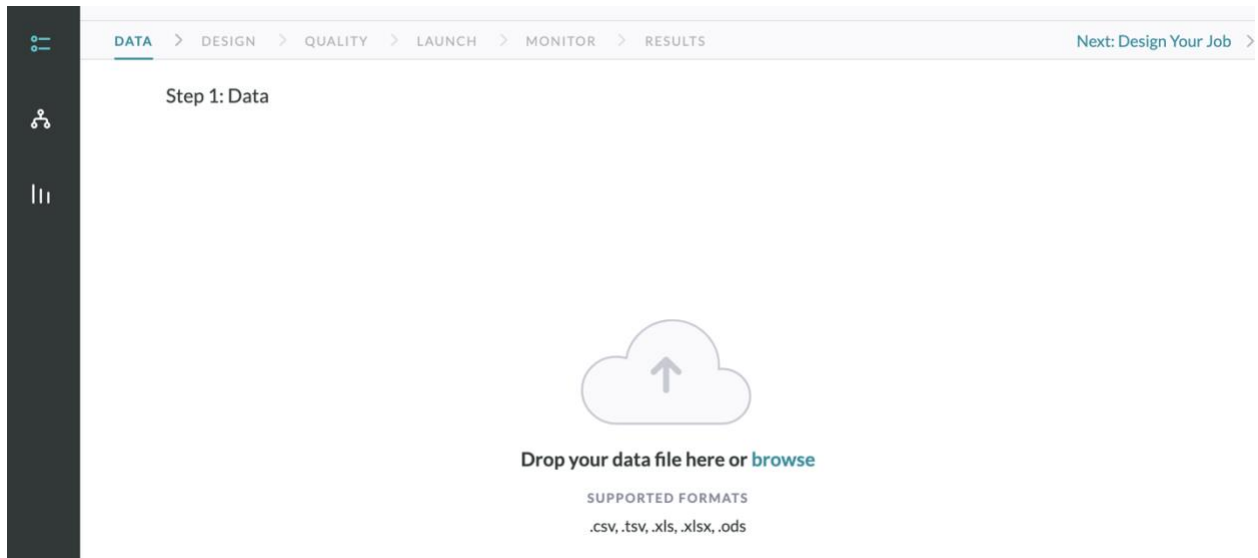 DATA > DESIGN > QUALITY > LAUNCH > MONITOR > RESULTS Next: Design Your Job >
Step 1: Data
Drop your data file here or browse
SUPPORTED FORMATS
.csv, .tsv, .xls, .xlsx, .ods